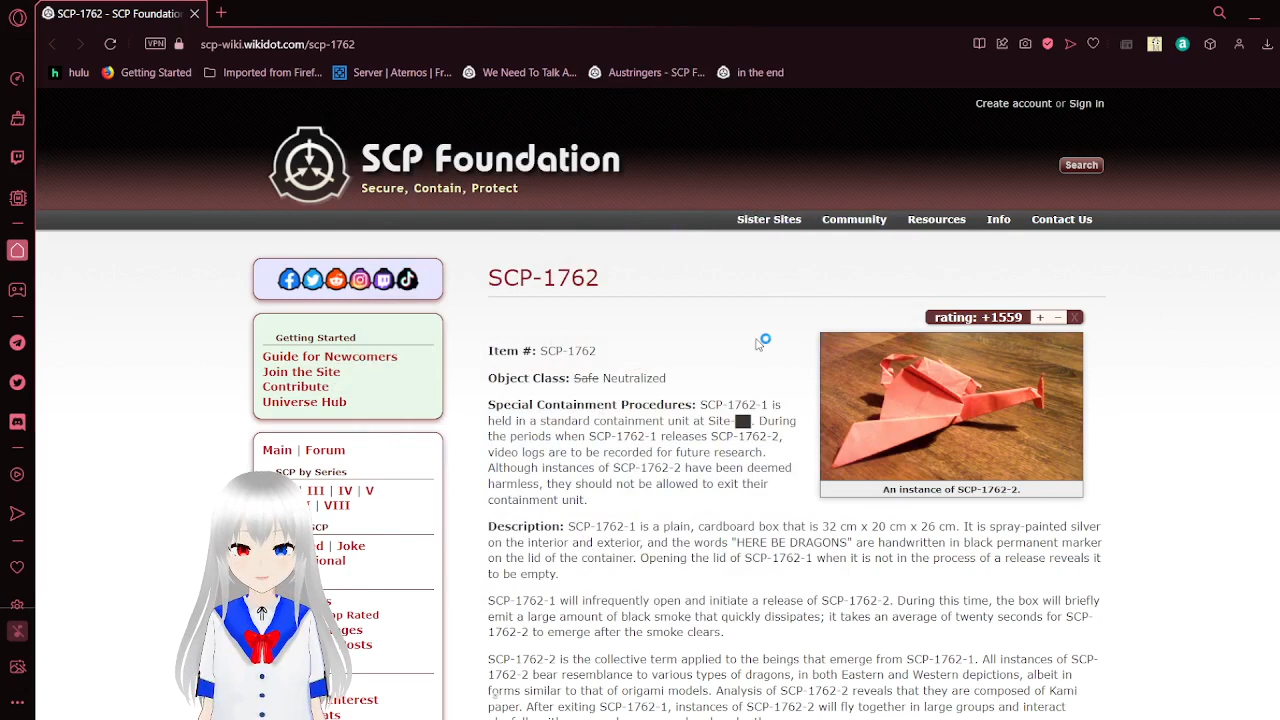 SCP-1762 - SCP Foundatio
VPN
scp-wiki.wikidot.com/scp-1762
hulu
Getting Started
Imported from Firef...
Server | Aternos | Fr...
We Need To Talk A...
Austringers - SCP F...
in the end
Create account or Sign in
SCP Foundation
Secure, Contain, Protect
Search
Sister Sites
Community
Resources
Info
Contact Us
Getting Started
Guide for Newcomers
Join the Site
Contribute
Universe Hub
Main | Forum
SCP by Series
III | IV | V
VIII
SCP
Joke
SCP-1762
rating: +1559 + − X
Item #: SCP-1762
Object Class: Safe Neutralized
Special Containment Procedures: SCP-1762-1 is
held in a standard containment unit at Site-██. During
the periods when SCP-1762-1 releases SCP-1762-2,
video logs are to be recorded for future research.
Although instances of SCP-1762-2 have been deemed
harmless, they should not be allowed to exit their
containment unit.
An instance of SCP-1762-2.
Description: SCP-1762-1 is a plain, cardboard box that is 32 cm x 20 cm x 26 cm. It is spray-painted silver
on the interior and exterior, and the words "HERE BE DRAGONS" are handwritten in black permanent marker
on the lid of the container. Opening the lid of SCP-1762-1 when it is not in the process of a release reveals it
to be empty.
SCP-1762-1 will infrequently open and initiate a release of SCP-1762-2. During this time, the box will briefly
emit a large amount of black smoke that quickly dissipates; it takes an average of twenty seconds for SCP-
1762-2 to emerge after the smoke clears.
SCP-1762-2 is the collective term applied to the beings that emerge from SCP-1762-1. All instances of SCP-
1762-2 bear resemblance to various types of dragons, in both Eastern and Western depictions, albeit in
forms similar to that of origami models. Analysis of SCP-1762-2 reveals that they are composed of Kami
paper. After exiting SCP-1762-1, instances of SCP-1762-2 will fly together in large groups and interact